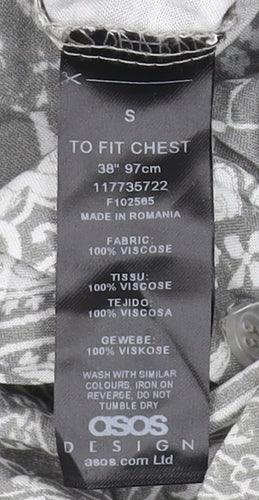 S
TO FIT CHEST
38" 97cm
117735722
F102565
MADE IN ROMANIA
FABRIC:
100% VISCOSE
TISSU:
100% VISCOSE
TEJIDO:
100% VISCOSA
GEWEBE:
100% VISKOSE
WASH WITH SIMILAR
COLOURS, IRON ON
REVERSE, DO NOT
TUMBLE DRY
asos
DESIGN
asos.com Ltd